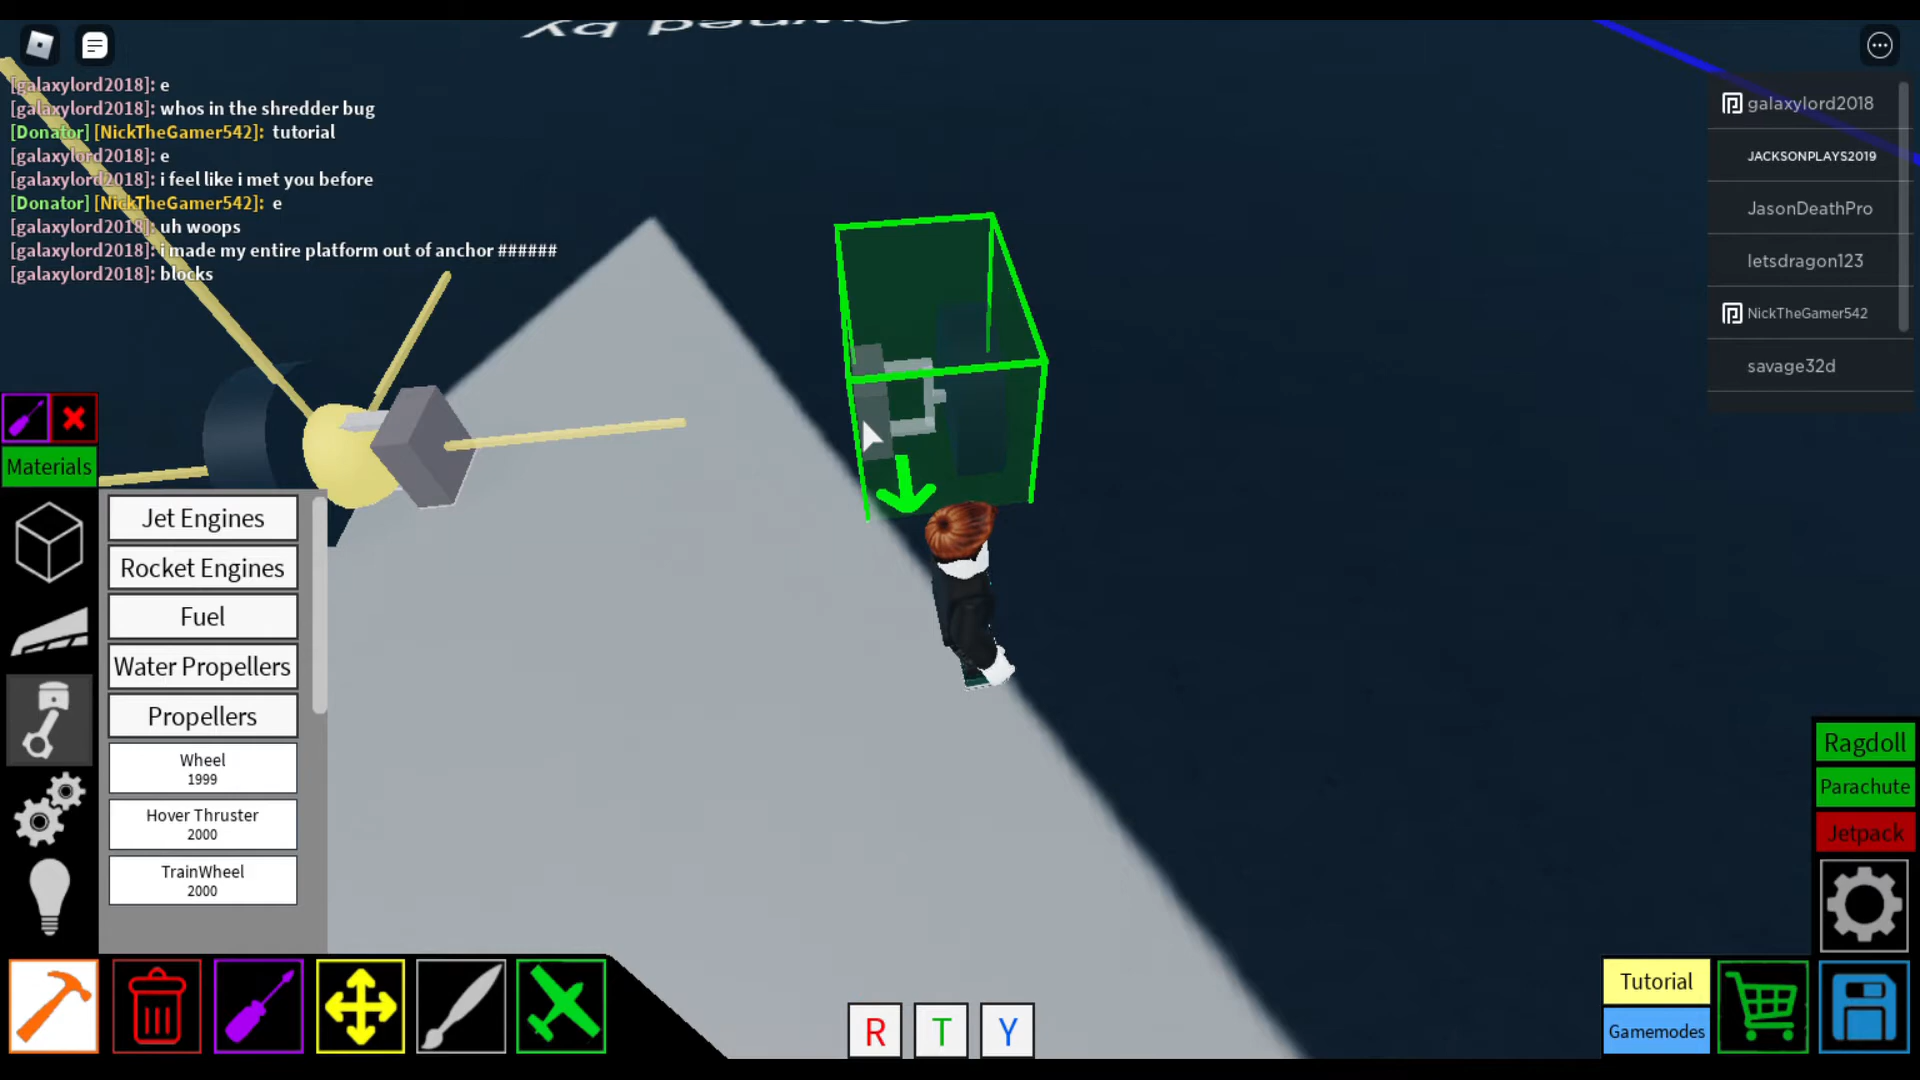 Owned by
[galaxylord2018]: e
[galaxylord2018]: whos in the shredder bug
[Donator] [NickTheGamer542]: tutorial
[galaxylord2018]: e
[galaxylord2018]: i feel like i met you before
[Donator] [NickTheGamer542]: e
[galaxylord2018]: uh woops
[galaxylord2018]: i made my entire platform out of anchor ######
[galaxylord2018]: blocks
galaxylord2018
JACKSONPLAYS2019
JasonDeathPro
letsdragon123
NickTheGamer542
savage32d
Materials
Jet Engines
Rocket Engines
Fuel
Water Propellers
Propellers
Wheel
1999
Hover Thruster
2000
TrainWheel
2000
Ragdoll
Parachute
Jetpack
Tutorial
Gamemodes
R T Y